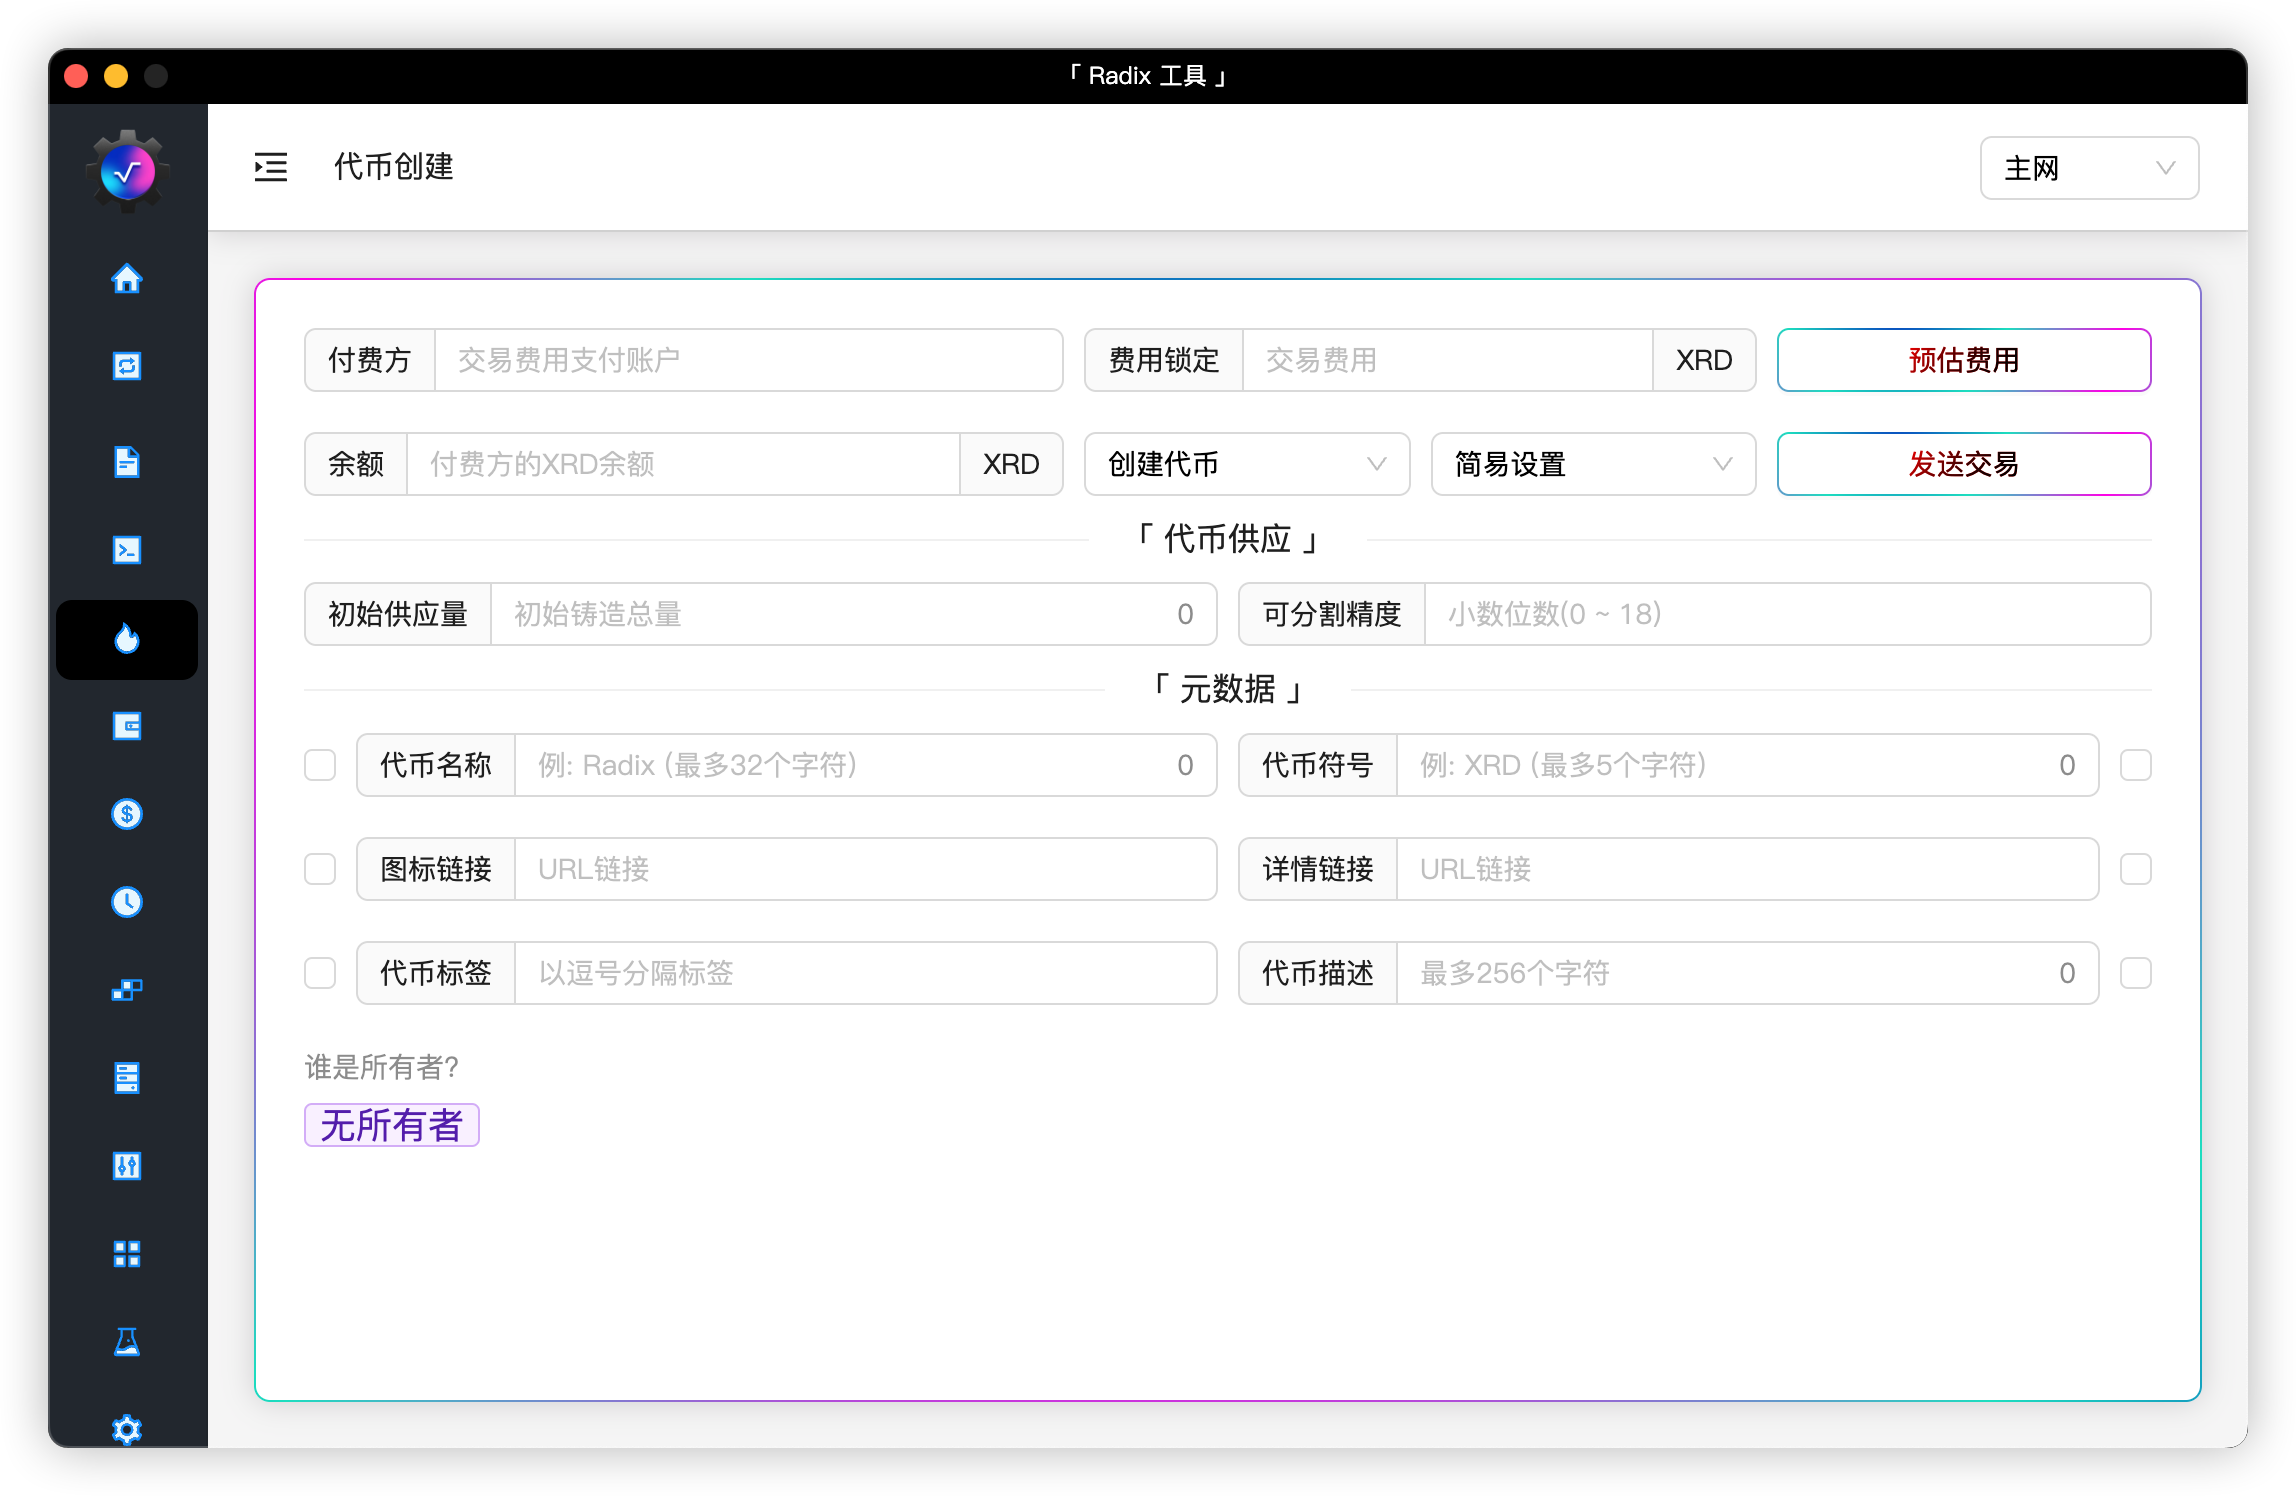 「 Radix 工具 」
代币创建
主网
付费方 交易费用支付账户 费用锁定 交易费用 XRD 预估费用
余额 付费方的XRD余额 XRD 创建代币 简易设置 发送交易
「 代币供应 」
初始供应量 初始铸造总量 0 可分割精度 小数位数(0 ~ 18)
「 元数据 」
代币名称 例: Radix (最多32个字符) 0 代币符号 例: XRD (最多5个字符) 0
图标链接 URL链接 详情链接 URL链接
代币标签 以逗号分隔标签 代币描述 最多256个字符 0
谁是所有者?
无所有者